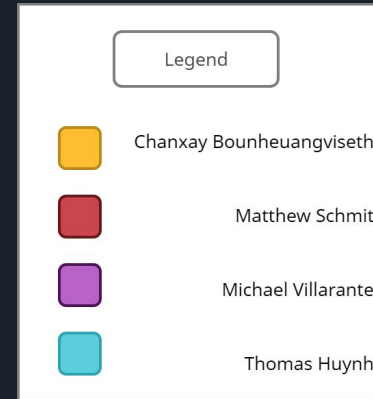 Legend
Chanxay Bounheuangviseth
Matthew Schmit
Michael Villarante
Thomas Huynh